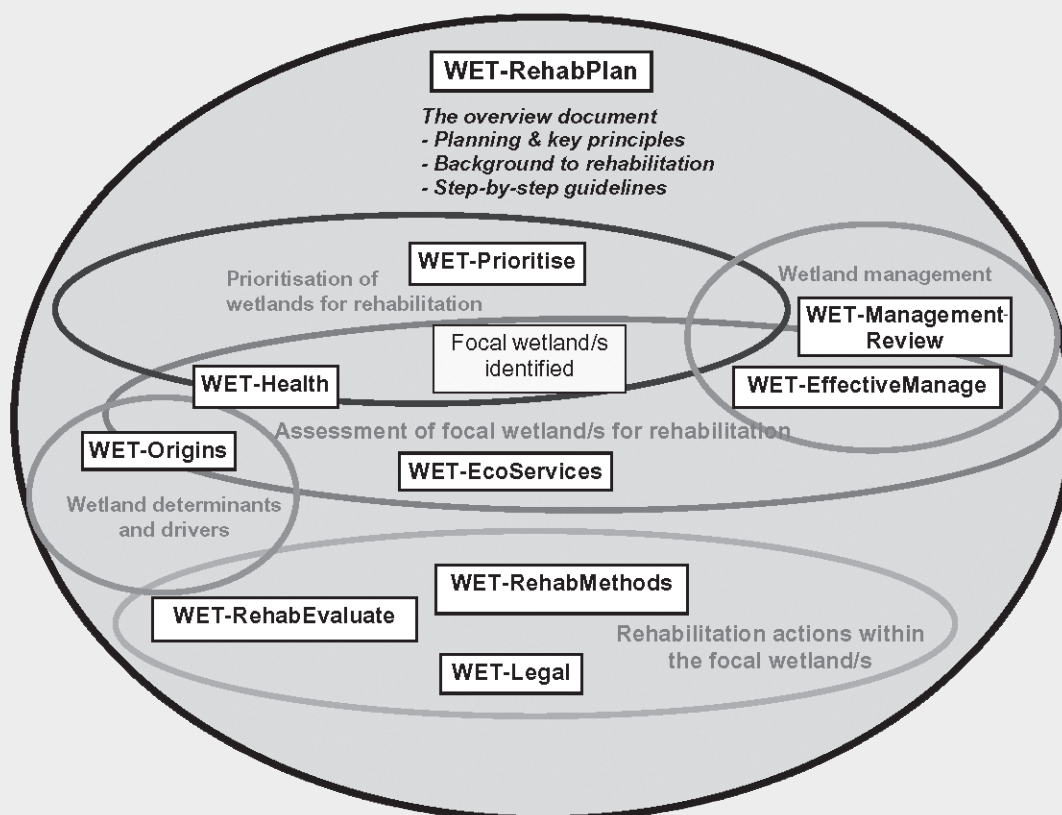 WET-RehabPlan
The overview document
- Planning & key principles
- Background to rehabilitation
- Step-by-step guidelines
WET-Prioritise
Prioritisation of
wetlands for rehabilitation
Wetland management
WET-Management-
Review
Focal wetland/s
identified
WET-Health
WET-EffectiveManage
Assessment of focal wetland/s for rehabilitation
WET-Origins
WET-EcoServices
Wetland determinants
and drivers
WET-RehabMethods
WET-RehabEvaluate
Rehabilitation actions within
the focal wetland/s
WET-Legal